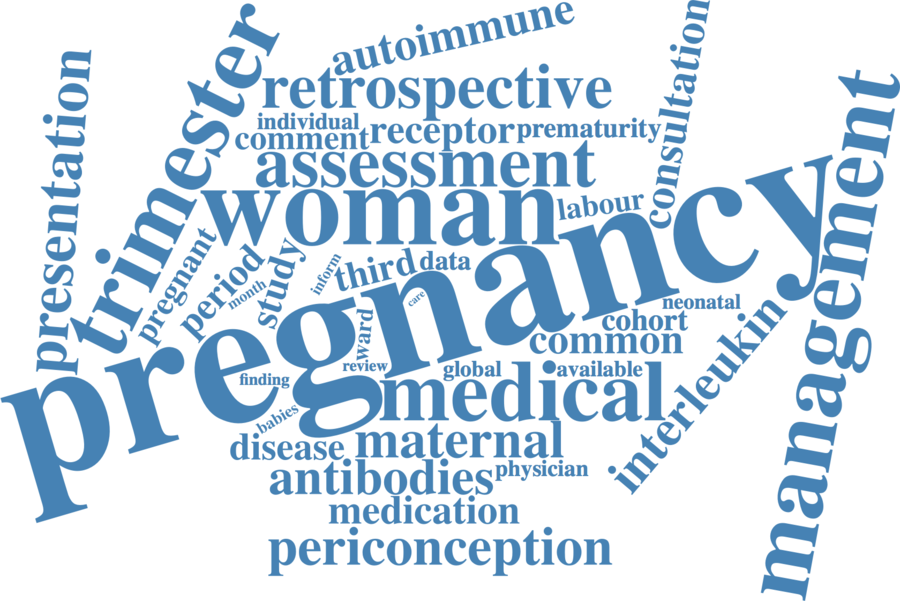 autoimmune
consultation
presentation
trimester
retrospective
individual
comment
receptor
prematurity
assessment
management
woman
labour
pregnancy
pregnant
period
month
study
inform
third
data
care
neonatal
cohort
common
interleukin
ward
review
global
available
finding
medical
babies
disease
maternal
antibodies
physician
medication
periconception